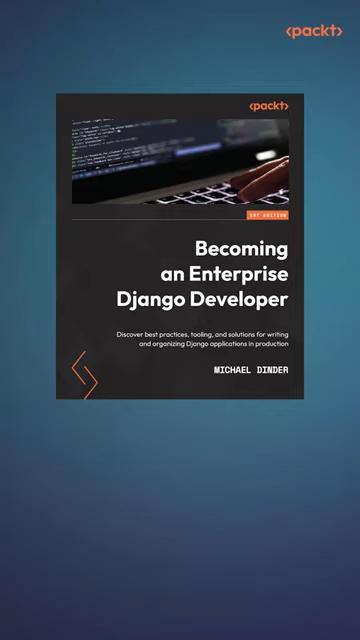 <packt>
<packt>
1ST EDITION
Becoming
an Enterprise
Django Developer
Discover best practices, tooling, and solutions for writing
and organizing Django applications in production
MICHAEL DINDER